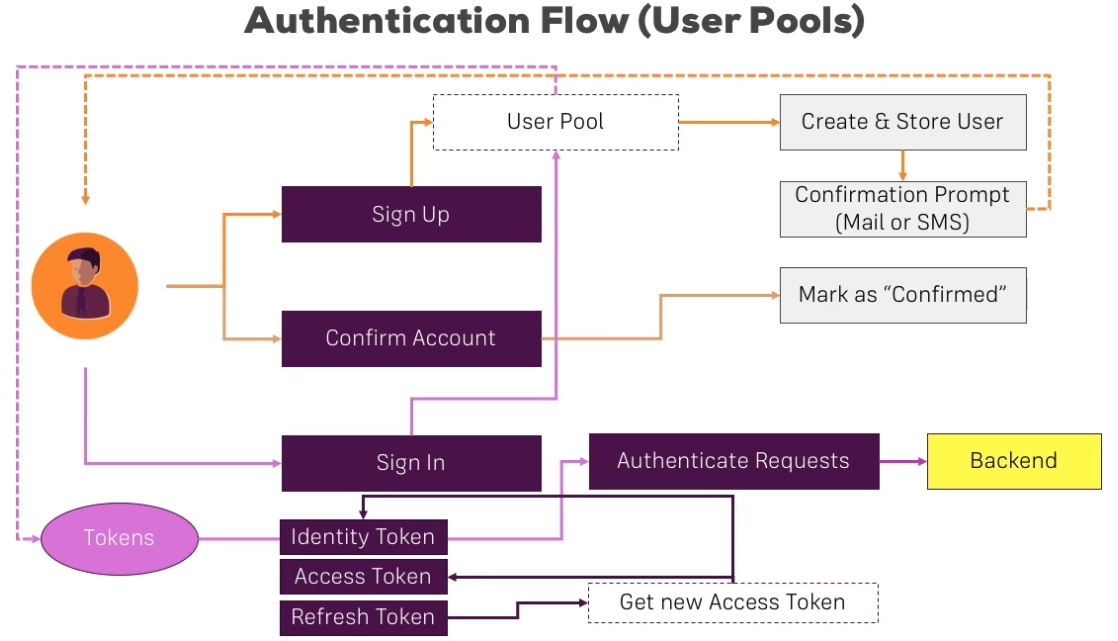 Authentication Flow (User Pools)
User Pool
Create & Store User
Confirmation Prompt
(Mail or SMS)
Sign Up
Mark as “Confirmed”
Confirm Account
Sign In
Authenticate Requests
Backend
Tokens
Identity Token
Access Token
Refresh Token
Get new Access Token